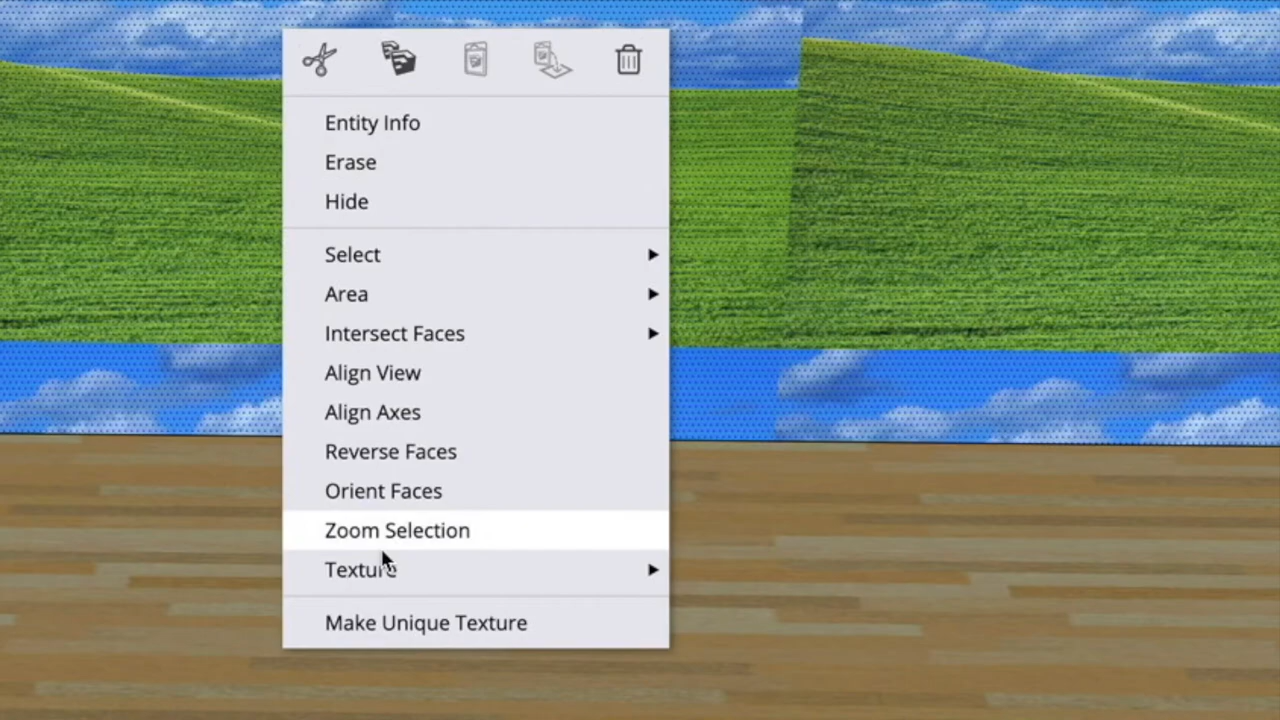 Entity Info
Erase
Hide
Select
Area
Intersect Faces
Align View
Align Axes
Reverse Faces
Orient Faces
Zoom Selection
Texture
Make Unique Texture